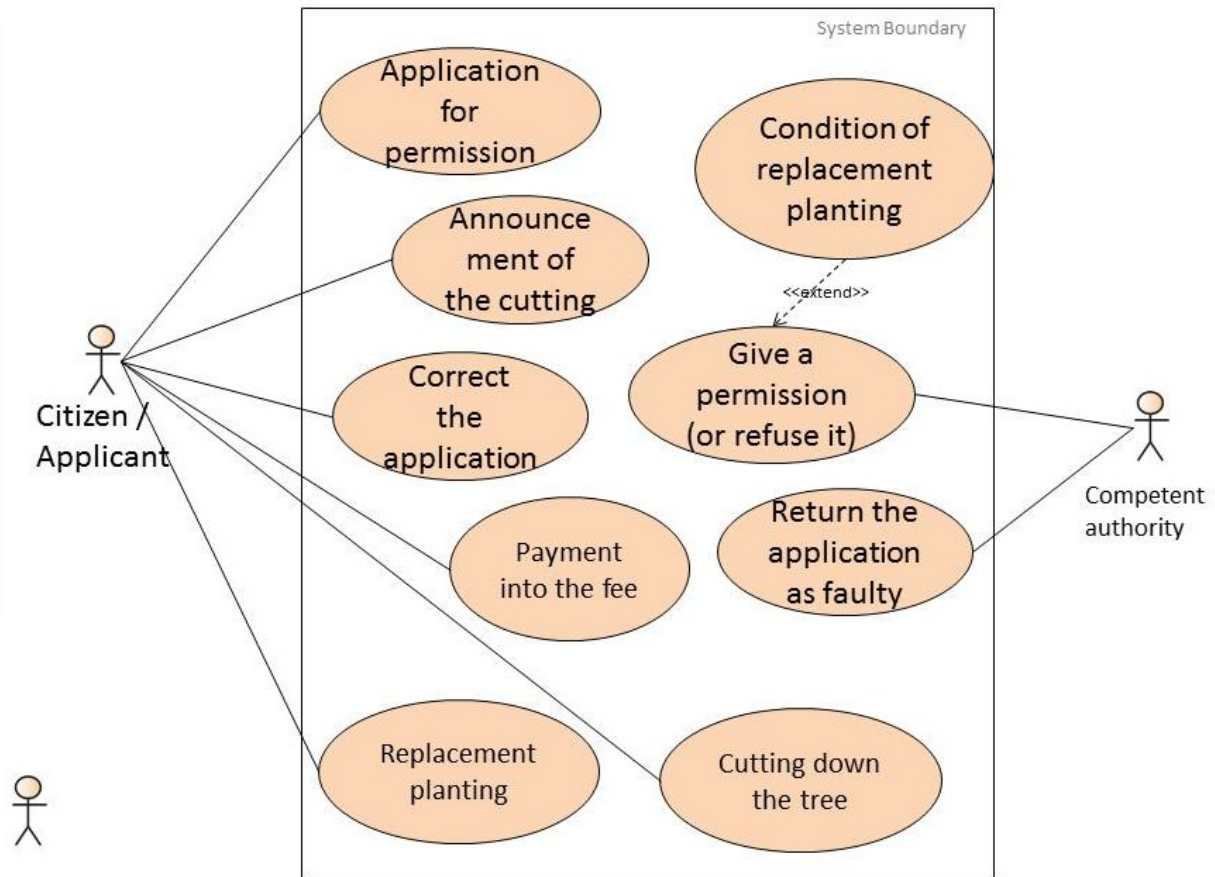 System Boundary
Application
for
permission
Condition of
replacement
planting
Announce
ment of
the cutting
<<extend>>
Citizen /
Applicant
Correct
the
application
Give a
permission
(or refuse it)
Competent
authority
Payment
into the fee
Return the
application
as faulty
Replacement
planting
Cutting down
the tree